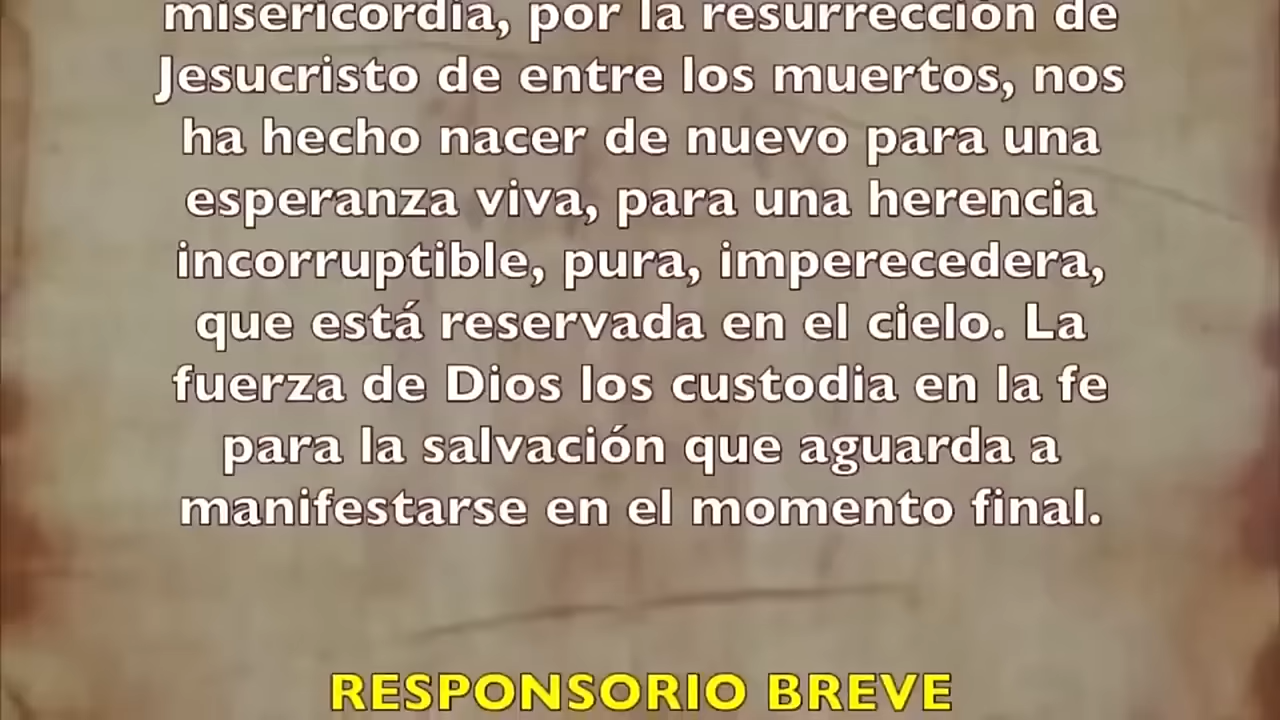 misericordia, por la resurrección de
Jesucristo de entre los muertos, nos
ha hecho nacer de nuevo para una
esperanza viva, para una herencia
incorruptible, pura, imperecedera,
que está reservada en el cielo. La
fuerza de Dios los custodia en la fe
para la salvación que aguarda a
manifestarse en el momento final.
RESPONSORIO BREVE